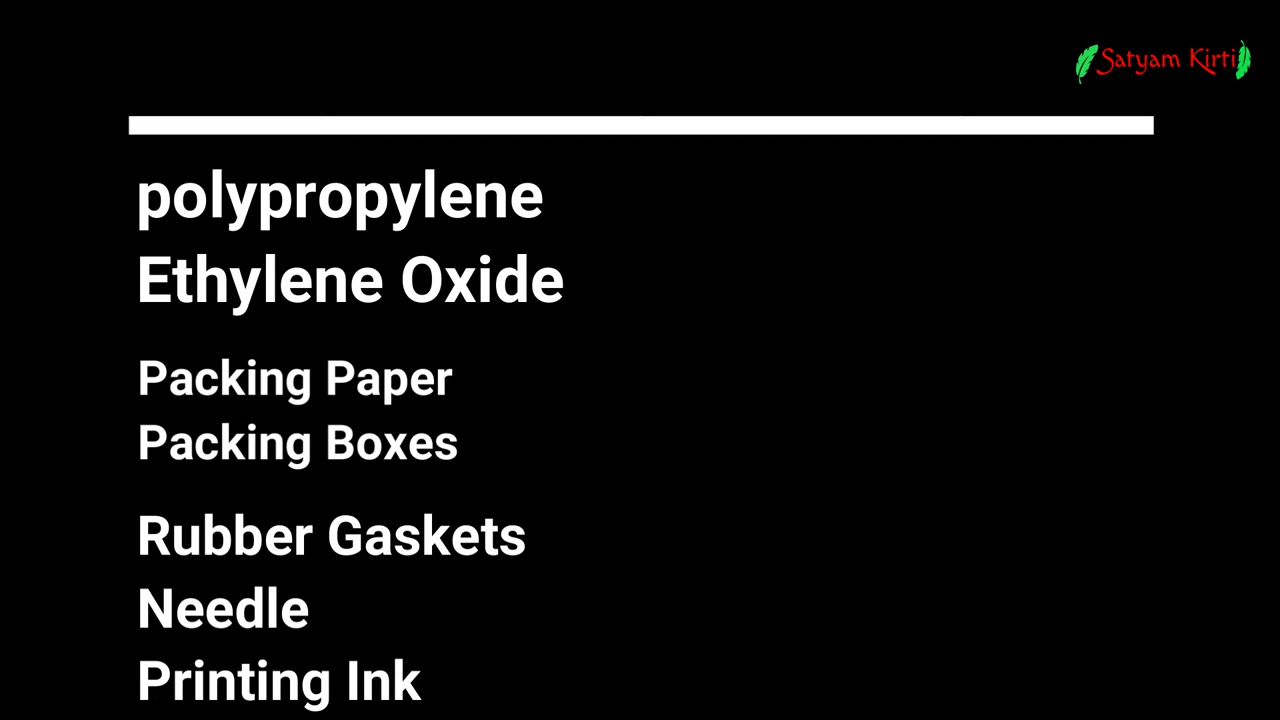 Satyam Kirti
polypropylene
Ethylene Oxide
Packing Paper
Packing Boxes
Rubber Gaskets
Needle
Printing Ink